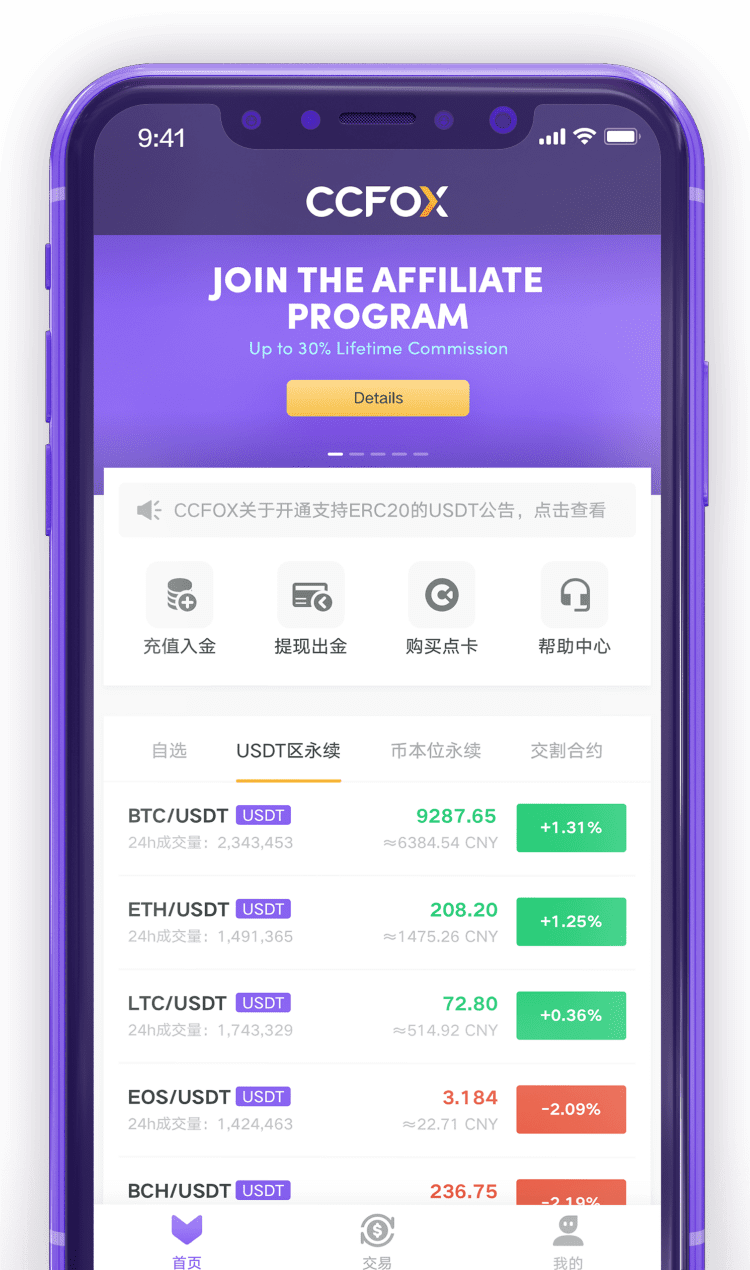 9:41
CCFOX
JOIN THE AFFILIATE
PROGRAM
Up to 30% Lifetime Commission
Details
CCFOX关于开通支持ERC20的USDT公告，点击查看
充值入金 提现出金 购买点卡 帮助中心
自选 USDT区永续 币本位永续 交割合约
BTC/USDT USDT 9287.65 +1.31%
24h成交量：2,343,453 ≈6384.54 CNY
ETH/USDT USDT 208.20 +1.25%
24h成交量：1,491,365 ≈1475.26 CNY
LTC/USDT USDT 72.80 +0.36%
24h成交量：1,743,329 ≈514.92 CNY
EOS/USDT USDT 3.184 -2.09%
24h成交量：1,424,463 ≈22.71 CNY
BCH/USDT USDT 236.75 -2.19%
首页 交易 我的